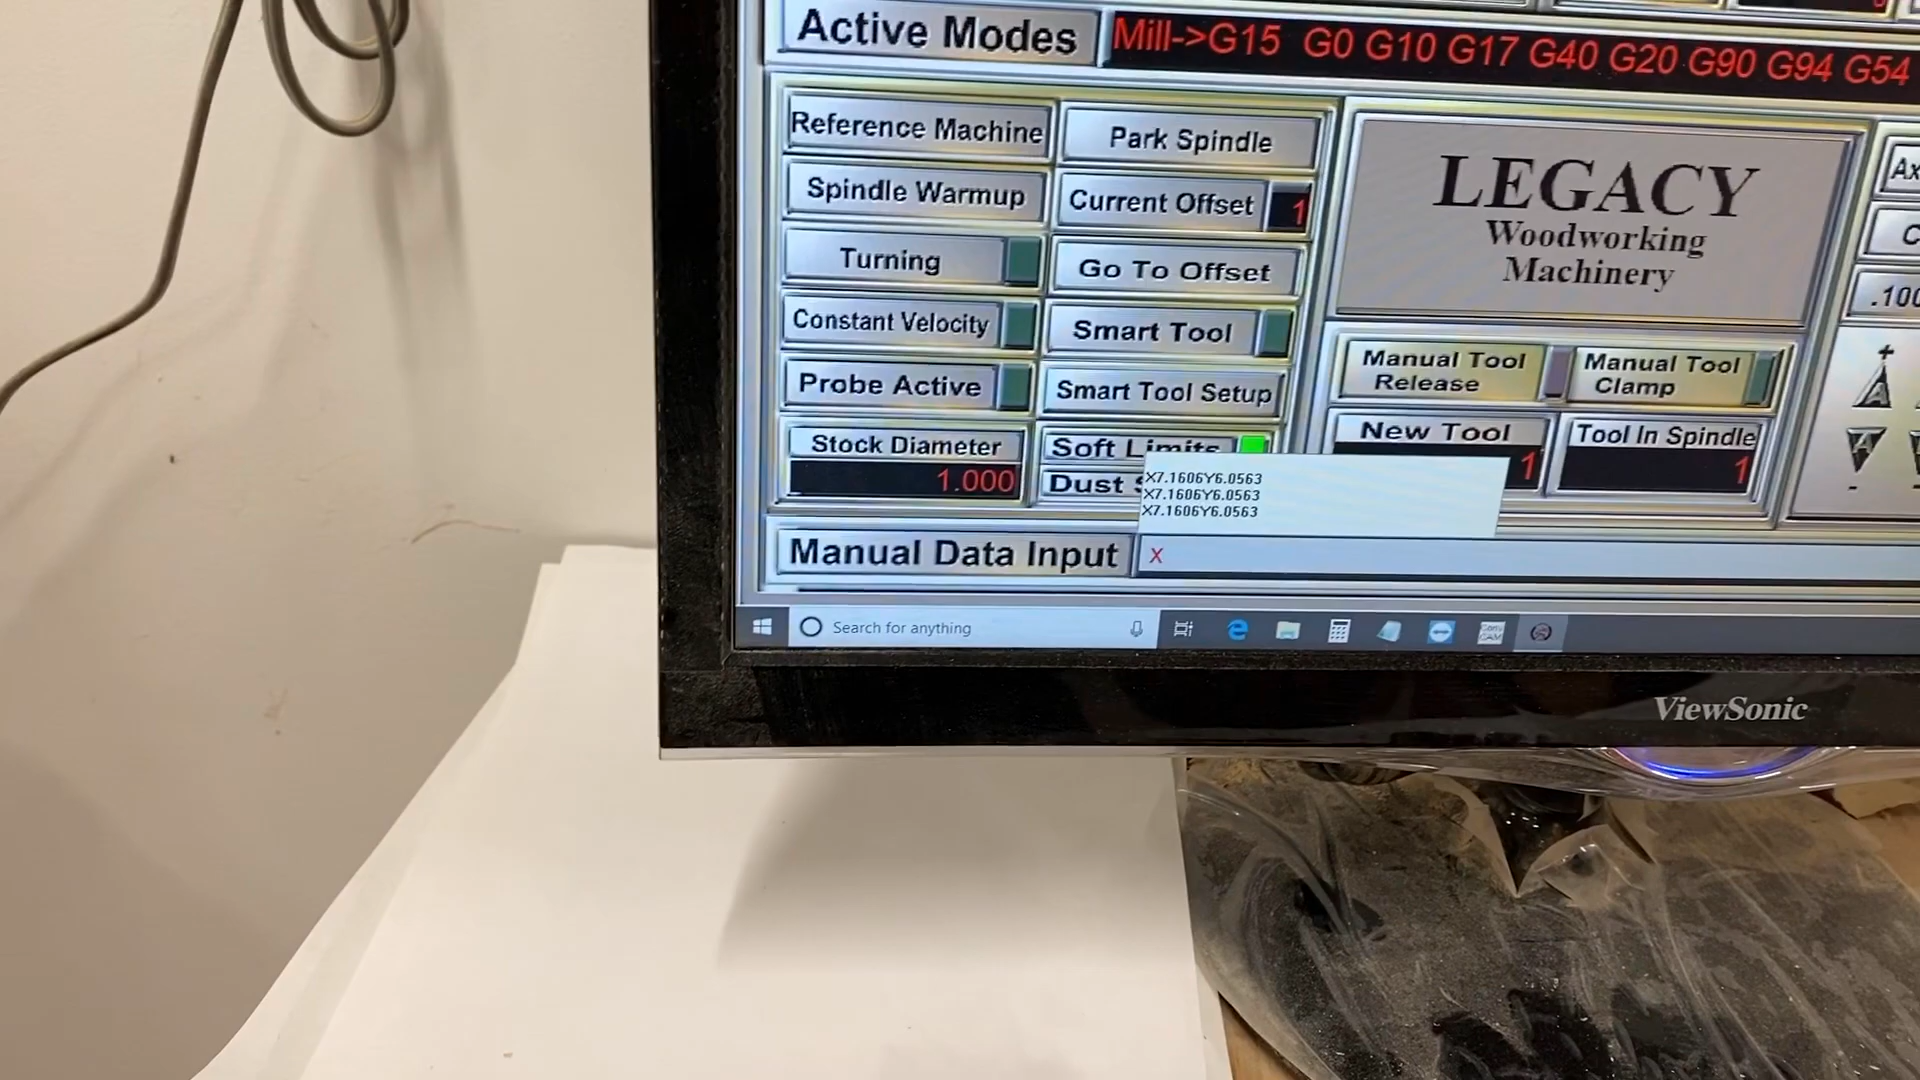 Active Modes
Mill->G15 G0 G10 G17 G40 G20 G90 G94 G54
Reference Machine
Park Spindle
Spindle Warmup
Current Offset 1
Turning
Go To Offset
Constant Velocity
Smart Tool
Probe Active
Smart Tool Setup
Stock Diameter
1.000
Soft Limits
Dust
LEGACY
Woodworking
Machinery
Manual Tool
Release
Manual Tool
Clamp
New Tool
1
Tool In Spindle
1
.100
+
A
A
-
X7.1606Y6.0563
X7.1606Y6.0563
X7.1606Y6.0563
Manual Data Input
X
Search for anything
ViewSonic